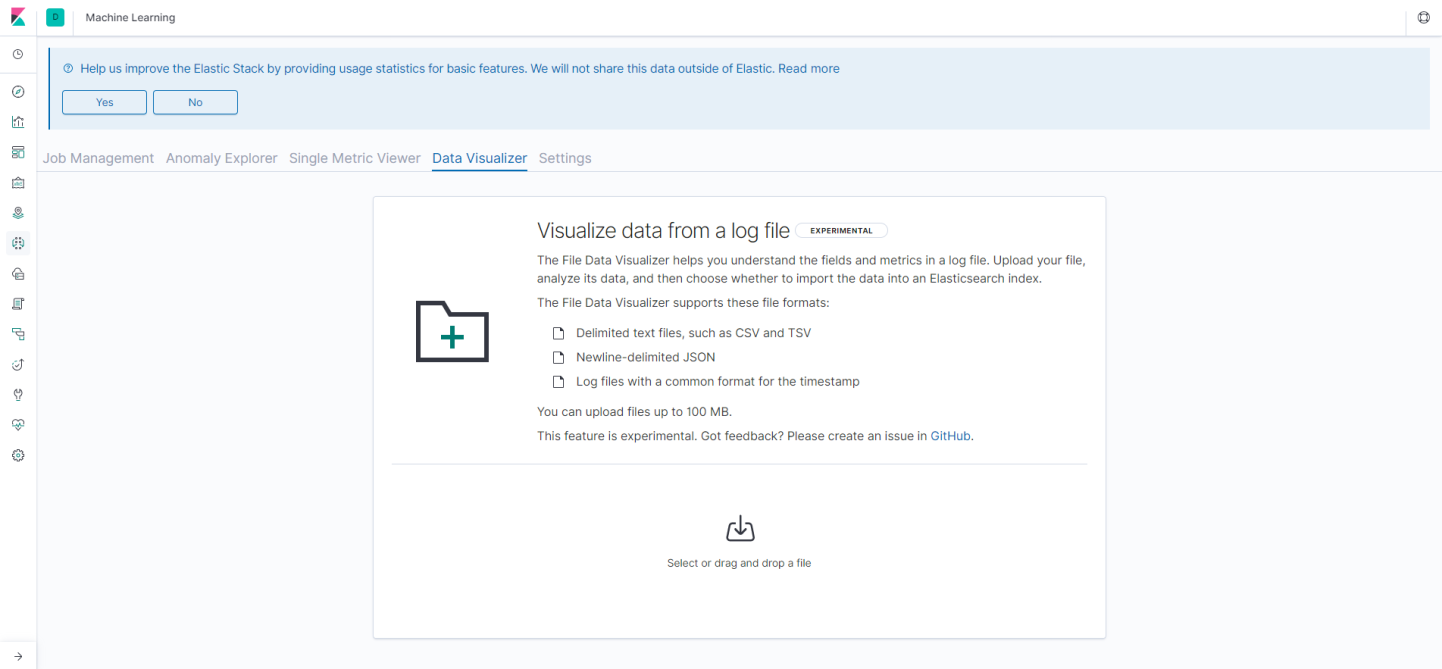 D
Machine Learning
Help us improve the Elastic Stack by providing usage statistics for basic features. We will not share this data outside of Elastic. Read more
Yes
No
Job Management
Anomaly Explorer
Single Metric Viewer
Data Visualizer
Settings
Visualize data from a log file
EXPERIMENTAL
The File Data Visualizer helps you understand the fields and metrics in a log file. Upload your file,
analyze its data, and then choose whether to import the data into an Elasticsearch index.
The File Data Visualizer supports these file formats:
Delimited text files, such as CSV and TSV
Newline-delimited JSON
Log files with a common format for the timestamp
You can upload files up to 100 MB.
This feature is experimental. Got feedback? Please create an issue in GitHub.
Select or drag and drop a file